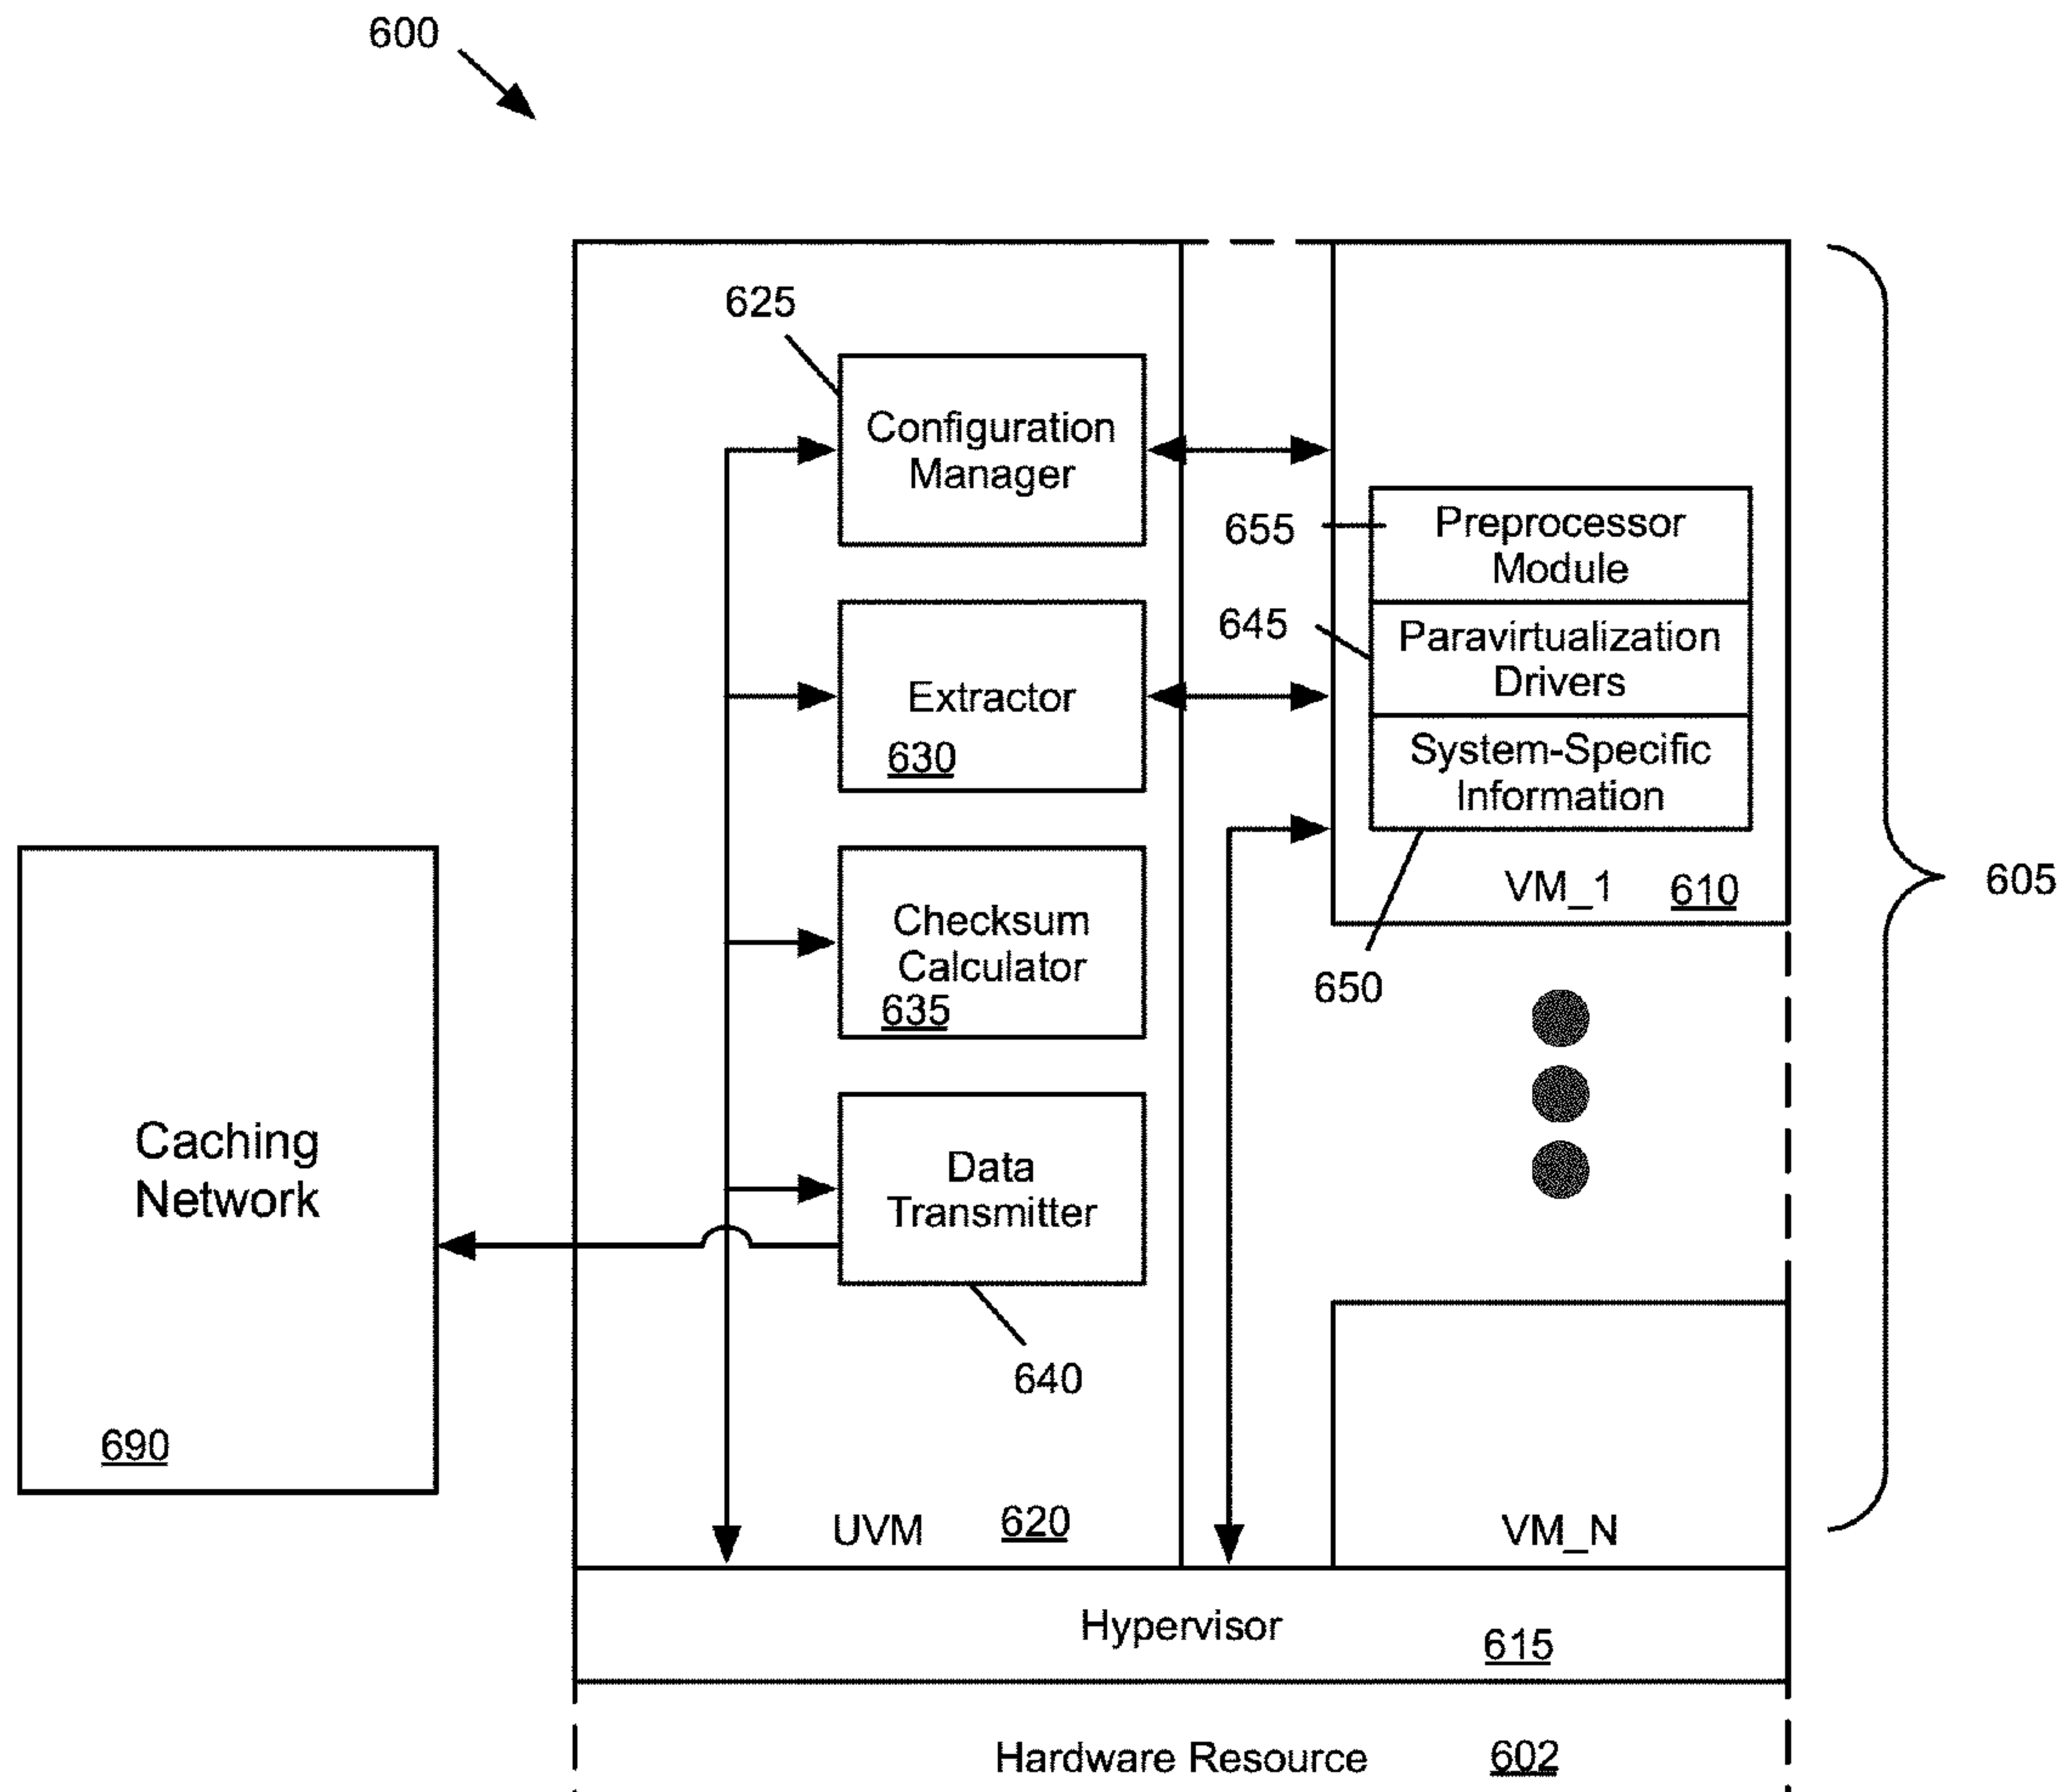 600
625
Configuration
Manager
655
Preprocessor
Module
645
Paravirtualization
Drivers
Extractor
630
System-Specific
Information
VM_1
610
605
650
Checksum
Calculator
635
Caching
Network
690
Data
Transmitter
640
UVM
620
VM_N
Hypervisor
615
Hardware Resource
602